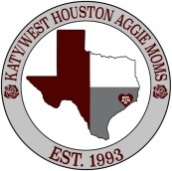 KATY/WEST HOUSTON AGGIE MOMS
EST. 1993